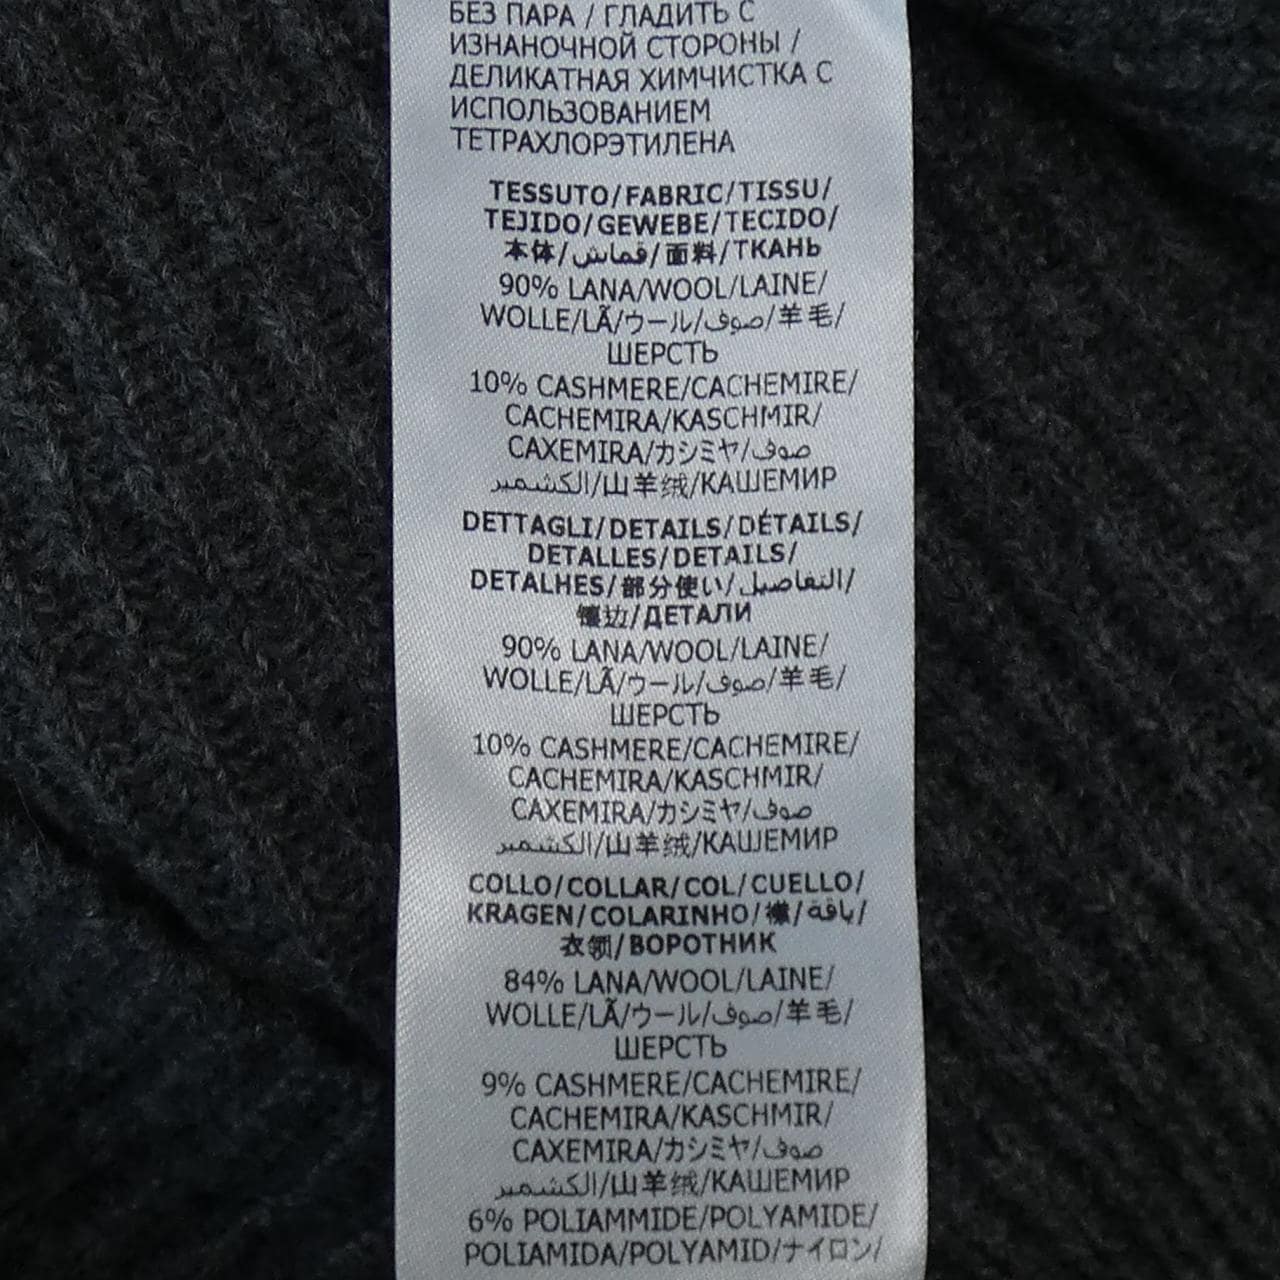 БЕЗ ПАРА / ГЛАДИТЬ С
ИЗНАНОЧНОЙ СТОРОНЫ /
ДЕЛИКАТНАЯ ХИМЧИСТКА С
ИСПОЛЬЗОВАНИЕМ
ТЕТРАХЛОРЭТИЛЕНА
TESSUTO/FABRIC/TISSU/
TEJIDO/GEWEBE/TECIDO/
本体/قماش/面料/ТКАНЬ
90% LANA/WOOL/LAINE/
WOLLE/LÃ/ウール/صوف/羊毛/
ШЕРСТЬ
10% CASHMERE/CACHEMIRE/
CACHEMIRA/KASCHMIR/
CAXEMIRA/カシミヤ/صوف
الكشمير/山羊绒/КАШЕМИР
DETTAGLI/DETAILS/DÉTAILS/
DETALLES/DETAILS/
DETALHES/部分使い/التفاصيل/
镶边/ДЕТАЛИ
90% LANA/WOOL/LAINE/
WOLLE/LÃ/ウール/صوف/羊毛/
ШЕРСТЬ
10% CASHMERE/CACHEMIRE/
CACHEMIRA/KASCHMIR/
CAXEMIRA/カシミヤ/صوف
الكشمير/山羊绒/КАШЕМИР
COLLO/COLLAR/COL/CUELLO/
KRAGEN/COLARINHO/襟/ياقة/
衣领/ВОРОТНИК
84% LANA/WOOL/LAINE/
WOLLE/LÃ/ウール/صوف/羊毛/
ШЕРСТЬ
9% CASHMERE/CACHEMIRE/
CACHEMIRA/KASCHMIR/
CAXEMIRA/カシミヤ/صوف
الكشمير/山羊绒/КАШЕМИР
6% POLIAMMIDE/POLYAMIDE/
POLIAMIDA/POLYAMID/ナイロン/